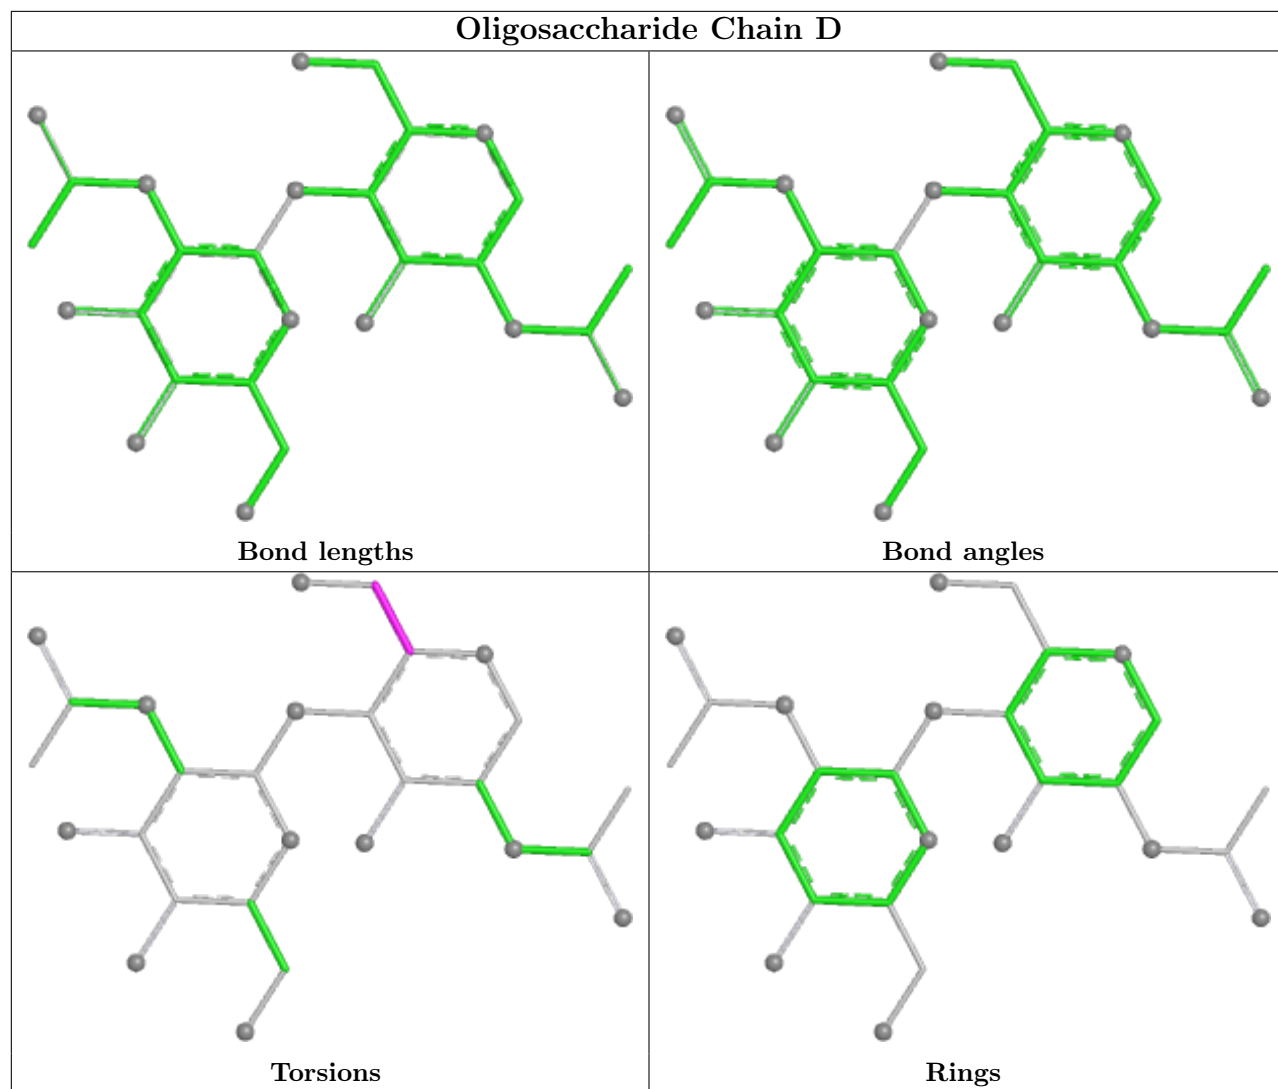 Oligosaccharide Chain D
Bond lengths
Bond angles
Torsions
Rings